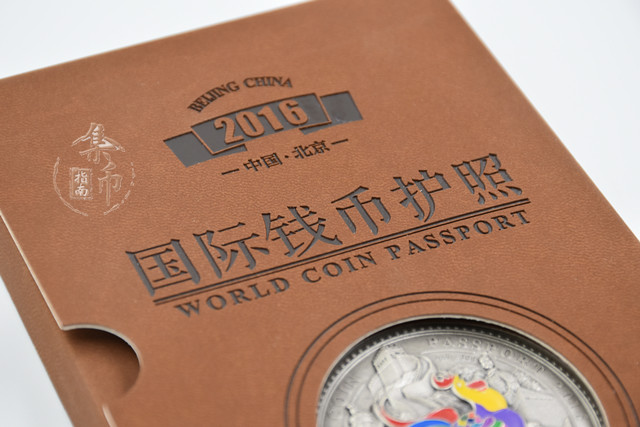 BEIJING CHINA
2016
中国·北京
集币
指南
国际钱币护照
WORLD COIN PASSPORT
PASSPORT